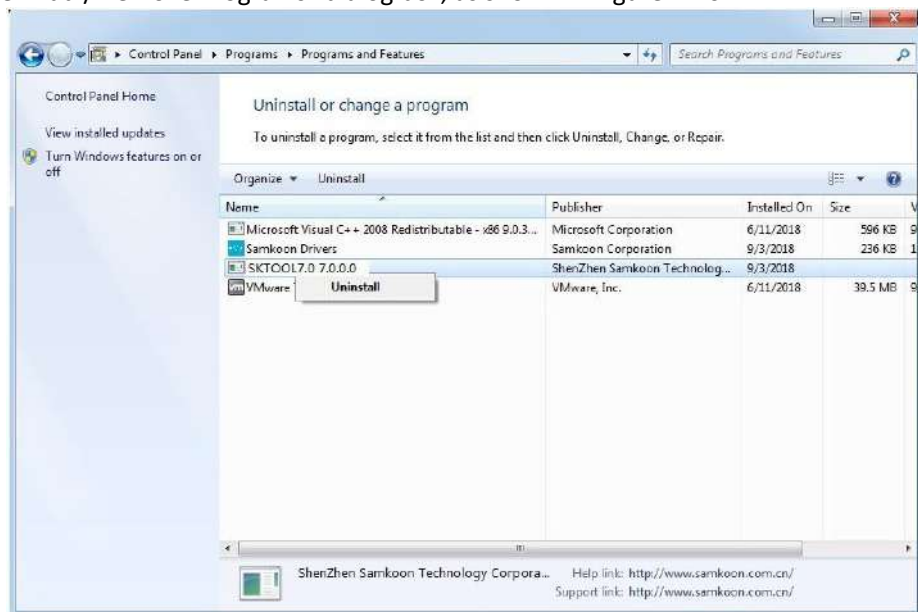 Control Panel ▸ Programs ▸ Programs and Features
Search Programs and Features
Control Panel Home
View installed updates
Turn Windows features on or
off
Uninstall or change a program
To uninstall a program, select it from the list and then click Uninstall, Change, or Repair.
Organize Uninstall
Name Publisher Installed On Size V
Microsoft Visual C++ 2008 Redistributable - x86 9.0.3... Microsoft Corporation 6/11/2018 596 KB 9
Samkoon Drivers Samkoon Corporation 9/3/2018 236 KB 1
SKTOOL7.0 7.0.0.0 ShenZhen Samkoon Technolog... 9/3/2018
VMware Uninstall VMware, Inc. 6/11/2018 39.5 MB 9
ShenZhen Samkoon Technology Corpora... Help link: http://www.samkoon.com.cn/
Support link: http://www.samkoon.com.cn/